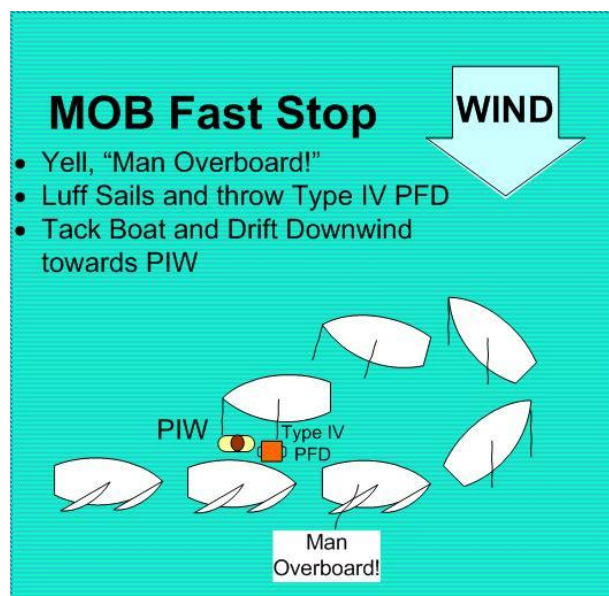 MOB Fast Stop
WIND
• Yell, “Man Overboard!”
• Luff Sails and throw Type IV PFD
• Tack Boat and Drift Downwind
towards PIW
PIW
Type IV
PFD
Man
Overboard!